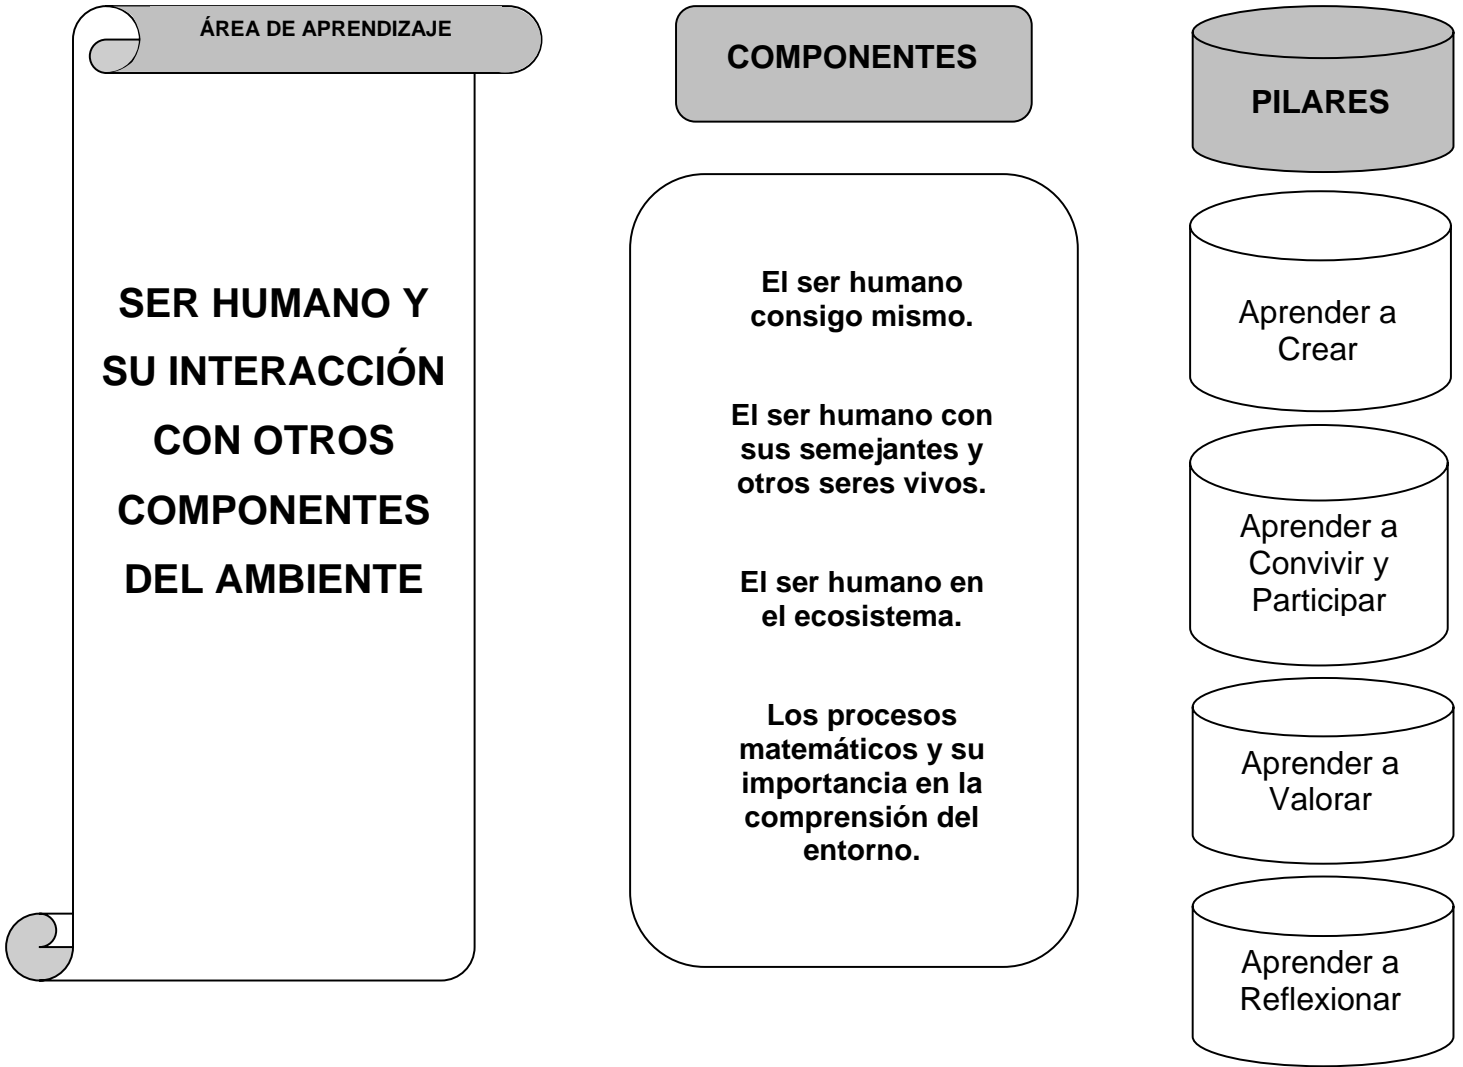 ÁREA DE APRENDIZAJE
SER HUMANO Y
SU INTERACCIÓN
CON OTROS
COMPONENTES
DEL AMBIENTE
COMPONENTES
El ser humano
consigo mismo.
El ser humano con
sus semejantes y
otros seres vivos.
El ser humano en
el ecosistema.
Los procesos
matemáticos y su
importancia en la
comprensión del
entorno.
PILARES
Aprender a
Crear
Aprender a
Convivir y
Participar
Aprender a
Valorar
Aprender a
Reflexionar